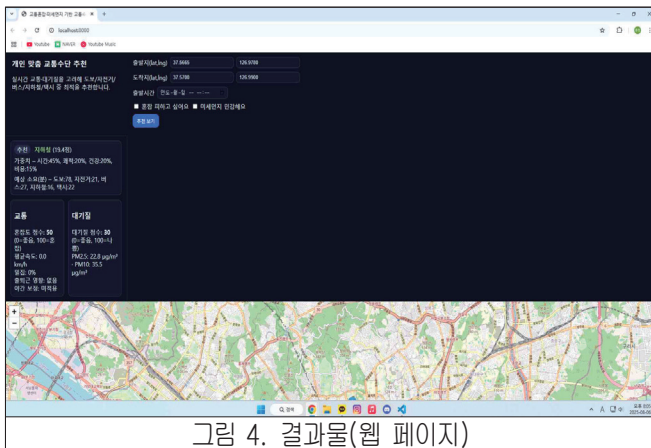 교통혼잡·미세먼지 기반 교통수
localhost:8000
Youtube NAVER Youtube Music
개인 맞춤 교통수단 추천
실시간 교통·대기질을 고려해 도보/자전거/
버스/지하철/택시 중 최적을 추천합니다.
출발지(lat,lng) 37.5665 126.9780
도착지(lat,lng) 37.5700 126.9900
출발시간 연도-월-일 -- --:--
혼잡 피하고 싶어요 미세먼지 민감해요
추천 보기
추천 지하철 (19.4점)
가중치 – 시간:45%, 쾌적:20%, 건강:20%,
비용:15%
예상 소요(분) – 도보:78, 자전거:21, 버
스:27, 지하철:16, 택시:22
교통
혼잡도 점수: 50
(0=좋음, 100=혼
잡)
평균속도: 0.0
km/h
밀집: 0%
출퇴근 영향: 없음
야간 보정: 미적용
대기질
대기질 점수: 30
(0=좋음, 100=나
쁨)
PM2.5: 22.8 µg/m³
· PM10: 35.5
µg/m³
+
−
검색
그림 4. 결과물(웹 페이지)